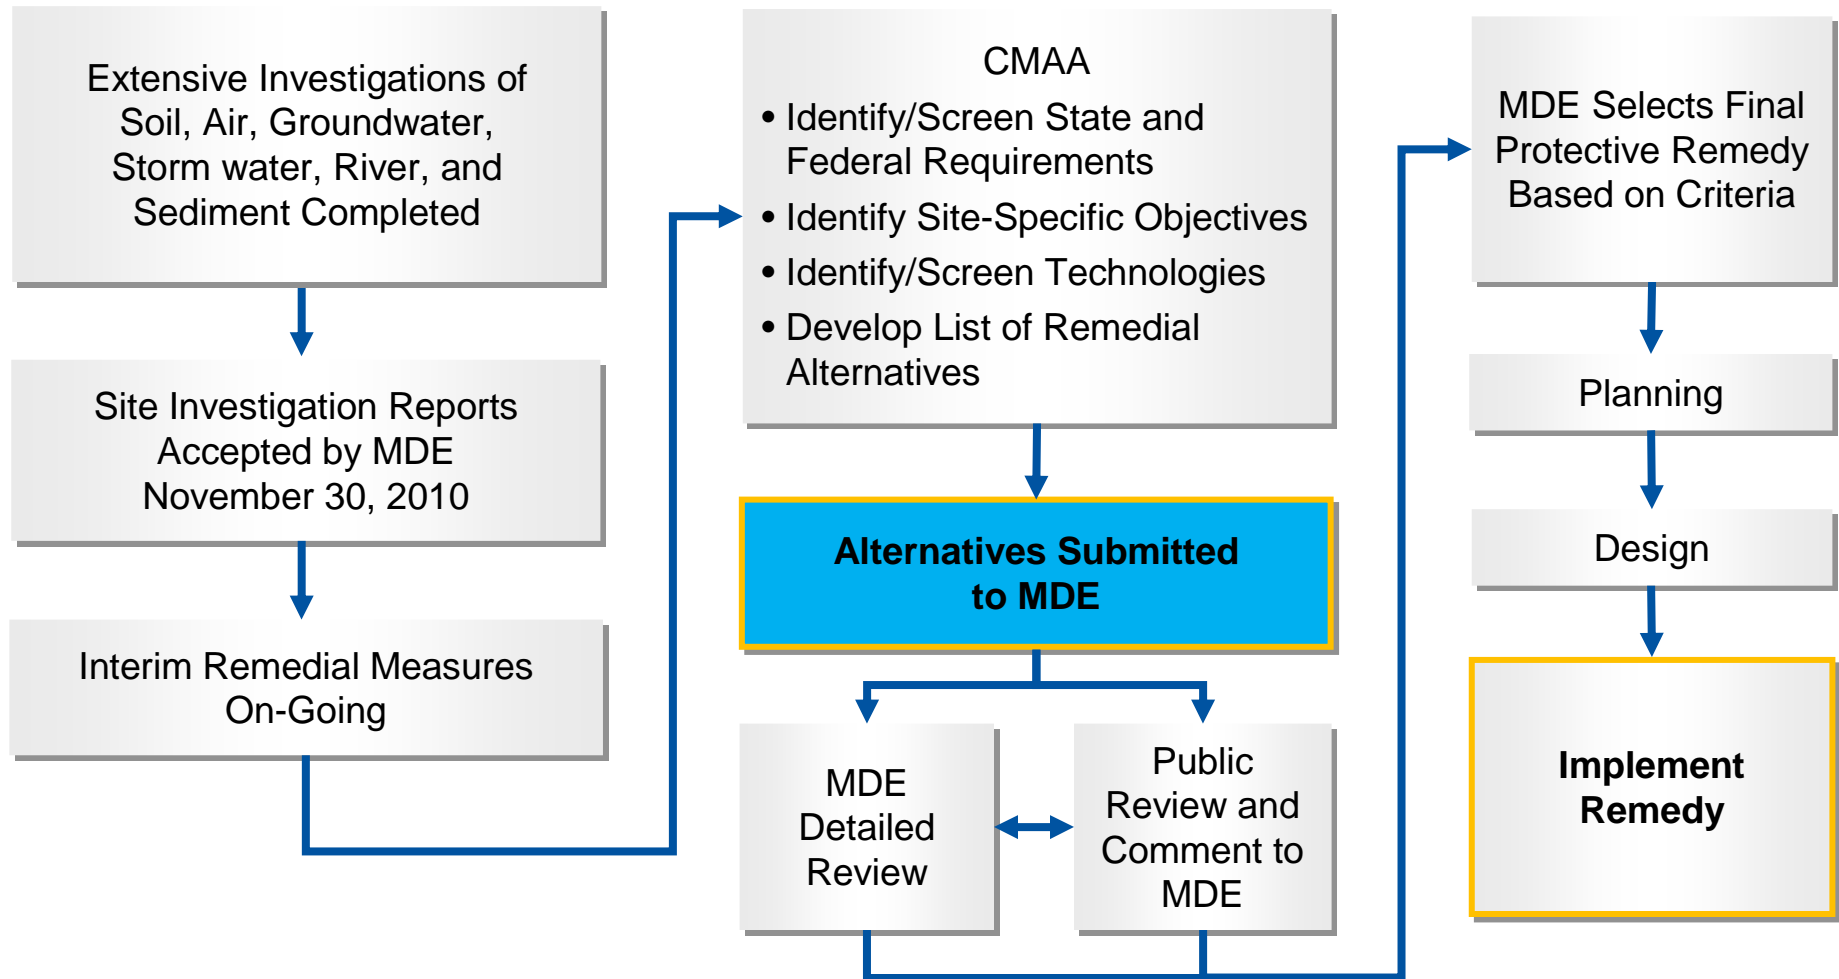 Extensive Investigations of
Soil, Air, Groundwater,
Storm water, River, and
Sediment Completed
Site Investigation Reports
Accepted by MDE
November 30, 2010
Interim Remedial Measures
On-Going
CMAA
• Identify/Screen State and
Federal Requirements
• Identify Site-Specific Objectives
• Identify/Screen Technologies
• Develop List of Remedial
Alternatives
Alternatives Submitted
to MDE
MDE
Detailed
Review
Public
Review and
Comment to
MDE
MDE Selects Final
Protective Remedy
Based on Criteria
Planning
Design
Implement
Remedy